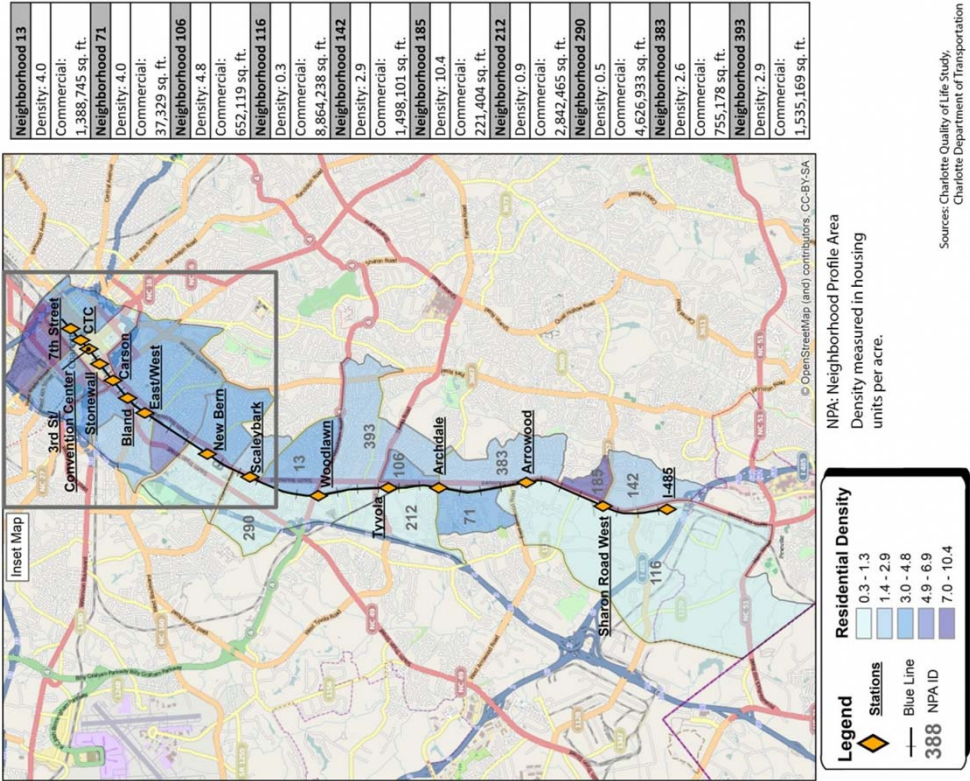 Inset Map
7th Street
CTC
3rd St/
Convention Center
Stonewall
Carson
Bland
East/West
New Bern
Scaleybark
Woodlawn
Tyvola
Archdale
Arrowood
Sharon Road West
I-485
290
13
393
106
212
71
383
185
142
116
© OpenStreetMap (and) contributors, CC-BY-SA
Neighborhood 13
Density: 4.0
Commercial:
1,388,745 sq. ft.
Neighborhood 71
Density: 4.0
Commercial:
37,329 sq. ft.
Neighborhood 106
Density: 4.8
Commercial:
652,119 sq. ft.
Neighborhood 116
Density: 0.3
Commercial:
8,864,238 sq. ft.
Neighborhood 142
Density: 2.9
Commercial:
1,498,101 sq. ft.
Neighborhood 185
Density: 10.4
Commercial:
221,404 sq. ft.
Neighborhood 212
Density: 0.9
Commercial:
2,842,465 sq. ft.
Neighborhood 290
Density: 0.5
Commercial:
4,626,933 sq. ft.
Neighborhood 383
Density: 2.6
Commercial:
755,178 sq. ft.
Neighborhood 393
Density: 2.9
Commercial:
1,535,169 sq. ft.
Legend
Stations
Blue Line
388 NPA ID
Residential Density
0.3 - 1.3
1.4 - 2.9
3.0 - 4.8
4.9 - 6.9
7.0 - 10.4
NPA: Neighborhood Profile Area
Density measured in housing
units per acre.
Sources: Charlotte Quality of Life Study,
Charlotte Department of Transportation